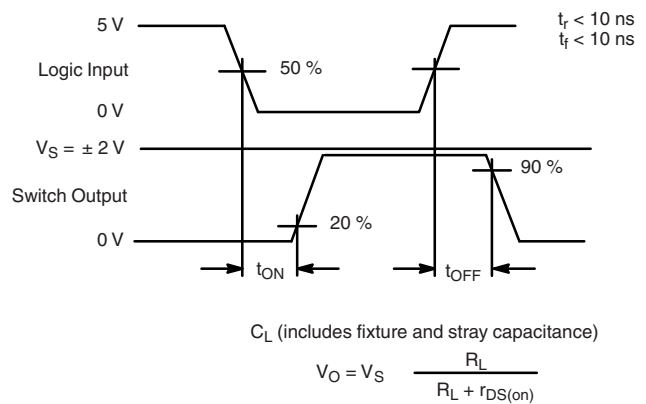 5 V
t_r < 10 ns
t_f < 10 ns
Logic Input
50 %
0 V
V_S = ± 2 V
90 %
Switch Output
20 %
0 V
t_ON
t_OFF
C_L (includes fixture and stray capacitance)
V_O = V_S R_L
R_L + r_DS(on)